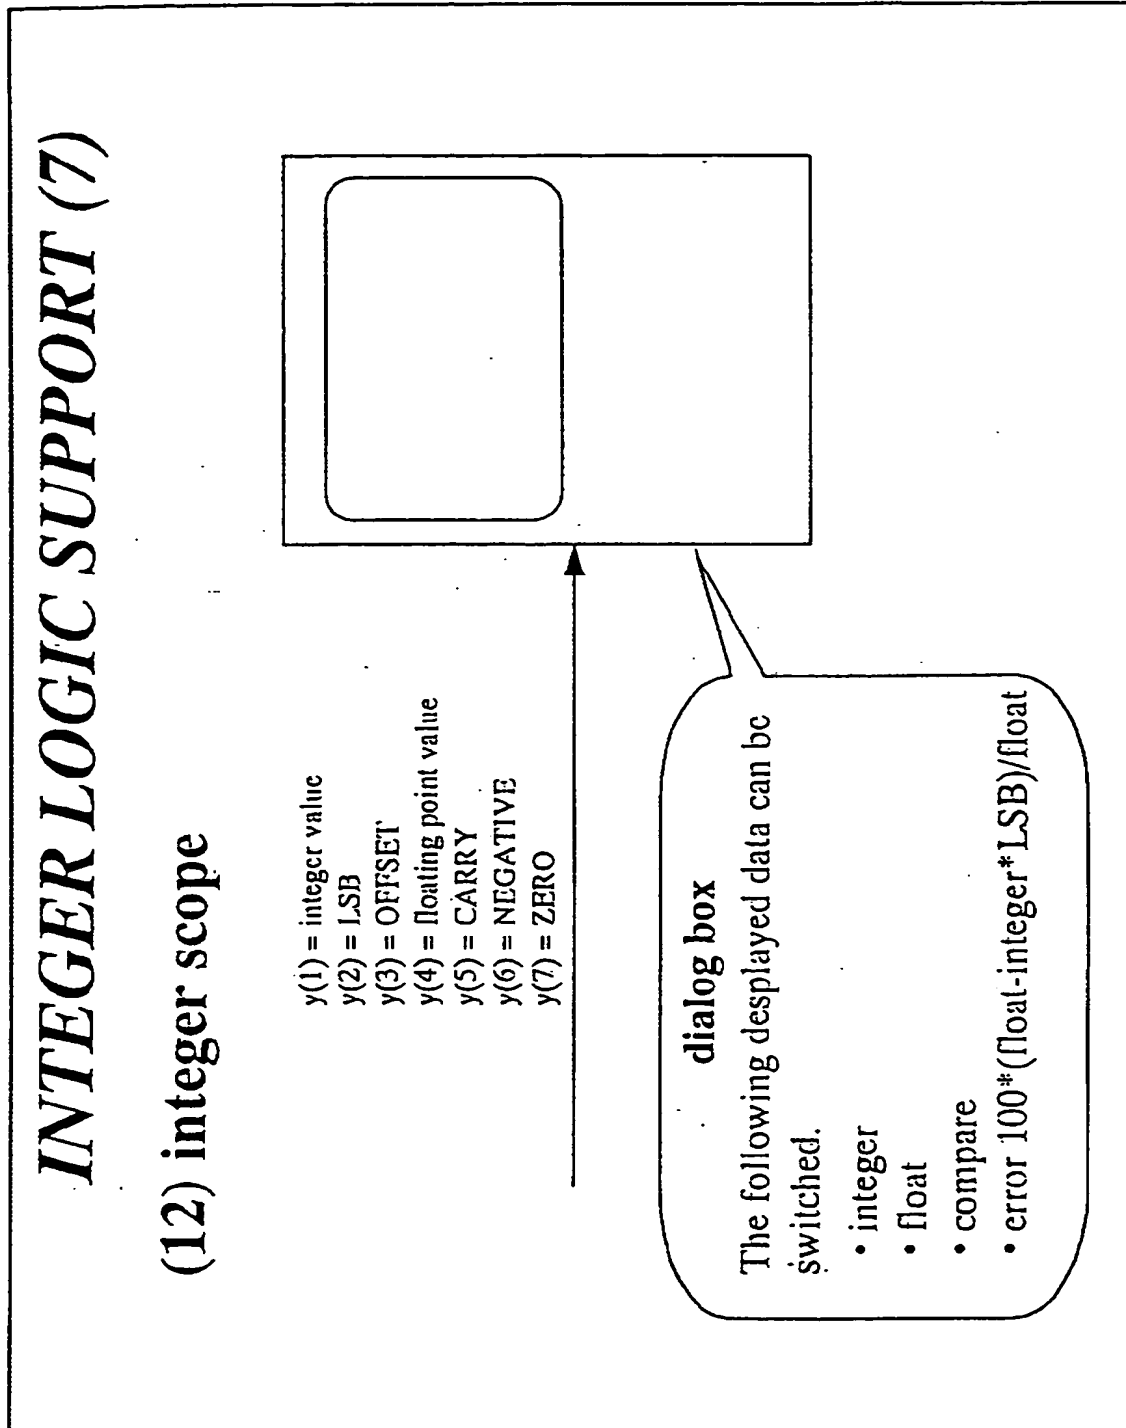 INTEGER LOGIC SUPPORT (7)
(12) integer scope
y(1) = integer value
y(2) = LSB
y(3) = OFFSET
y(4) = floating point value
y(5) = CARRY
y(6) = NEGATIVE
y(7) = ZERO
dialog box
The following desplayed data can be
switched.
• integer
• float
• compare
• error 100*(float-integer*LSB)/float